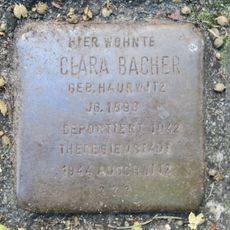 HIER WOHNTE
CLARA BACHER
GEB. HAURWITZ
JG. 1898
DEPORTIERT 1942
THERESIENSTADT
1944 AUSCHWITZ
???